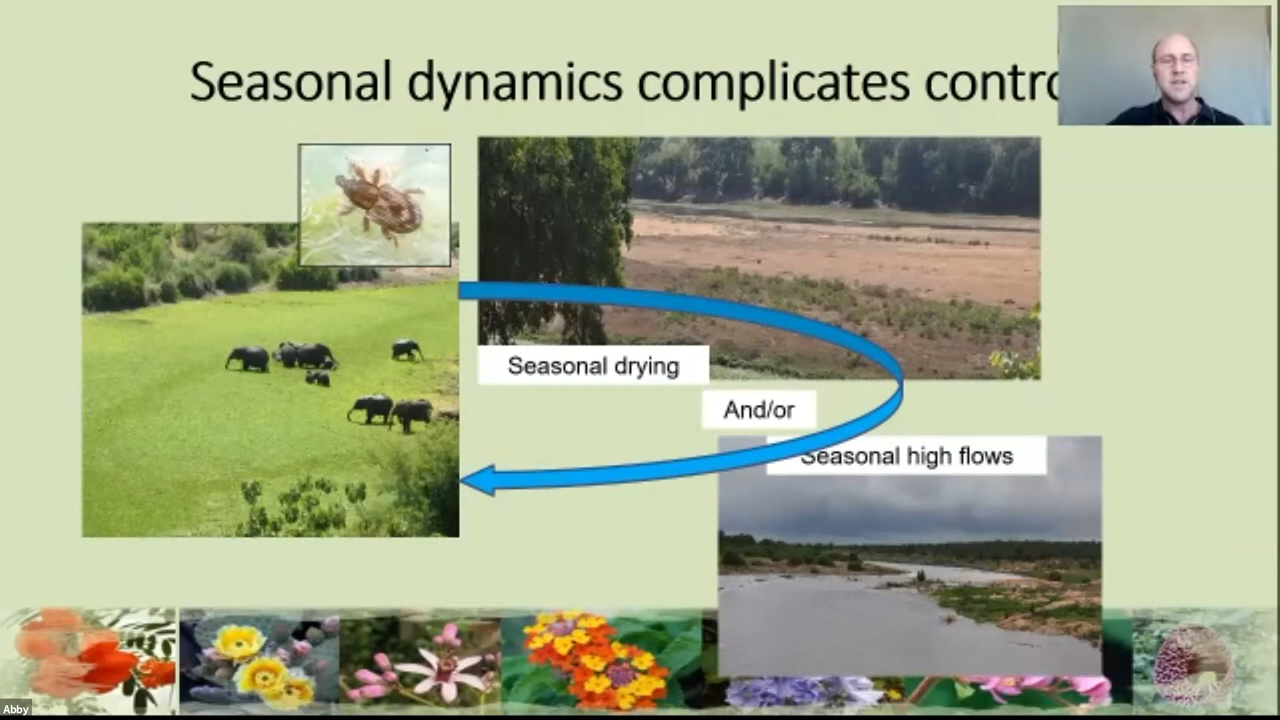 Seasonal dynamics complicates contro
Seasonal drying
And/or
Seasonal high flows
Abby